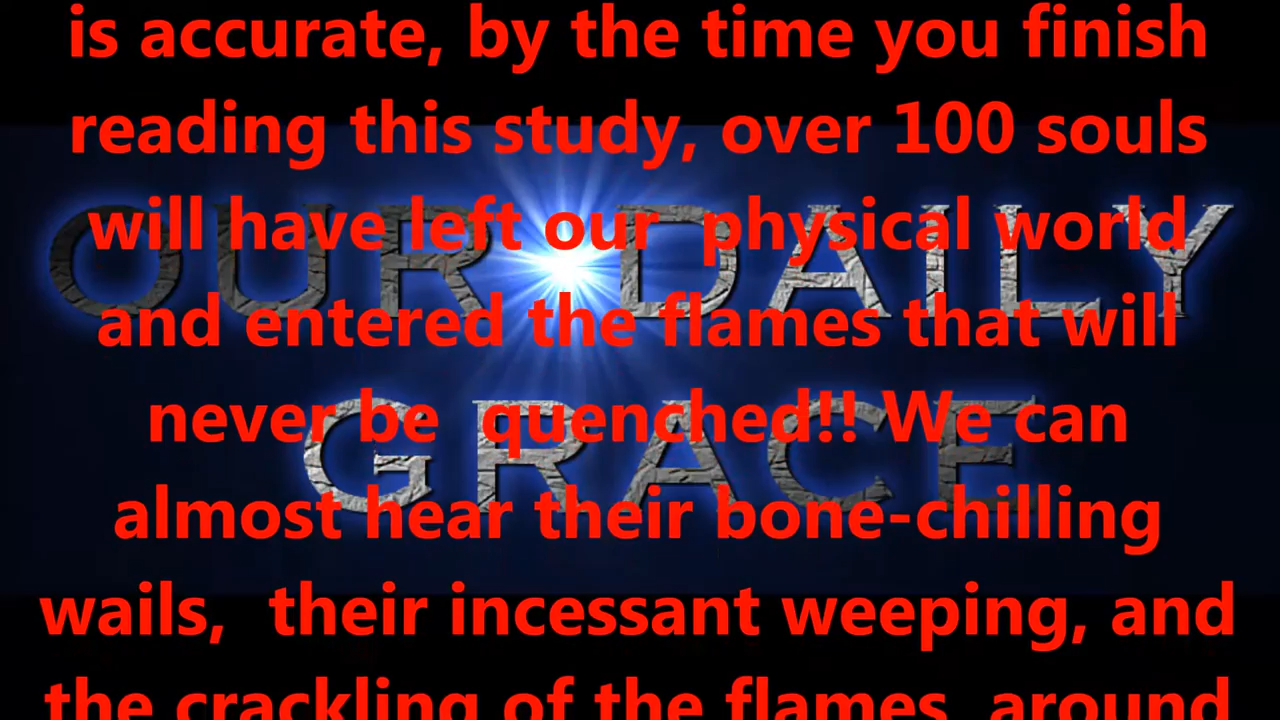 is accurate, by the time you finish
reading this study, over 100 souls
will have left our physical world
OUR DAILY
and entered the flames that will
never be quenched!! We can
GRACE
almost hear their bone-chilling
wails, their incessant weeping, and
the crackling of the flames around